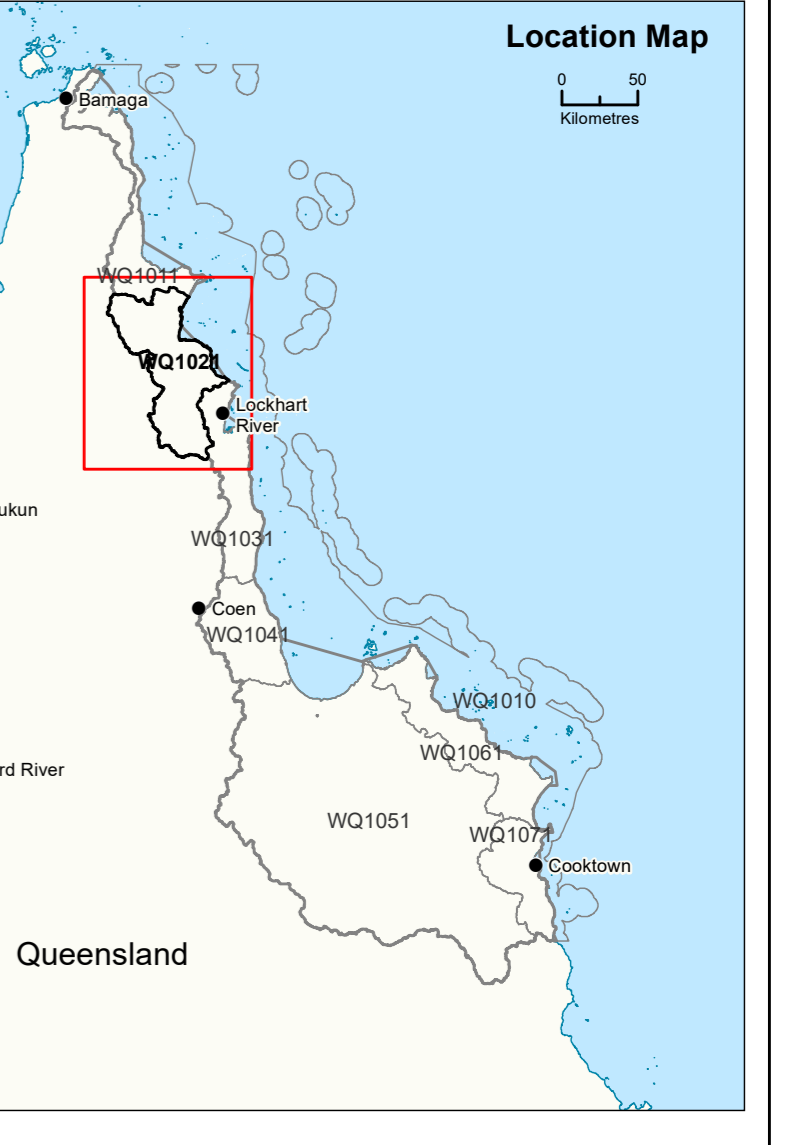 Location Map
0 50
Kilometres
Bamaga
WQ1011
WQ1021
Lockhart
River
ukun
WQ1031
Coen
WQ1041
WQ1010
WQ1061
rd River
WQ1051
WQ1071
Cooktown
Queensland